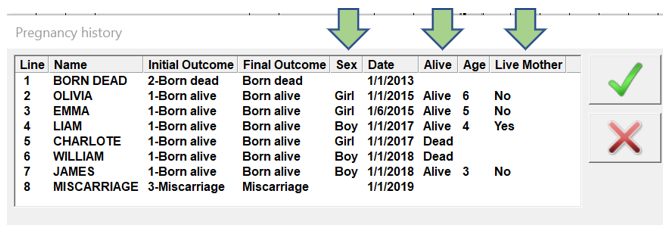 Pregnancy history
Line Name Initial Outcome Final Outcome Sex Date Alive Age Live Mother
1 BORN DEAD 2-Born dead Born dead 1/1/2013
2 OLIVIA 1-Born alive Born alive Girl 1/1/2015 Alive 6 No
3 EMMA 1-Born alive Born alive Girl 1/6/2015 Alive 5 No
4 LIAM 1-Born alive Born alive Boy 1/1/2017 Alive 4 Yes
5 CHARLOTE 1-Born alive Born alive Girl 1/1/2017 Dead
6 WILLIAM 1-Born alive Born alive Boy 1/1/2018 Dead
7 JAMES 1-Born alive Born alive Boy 1/1/2018 Alive 3 No
8 MISCARRIAGE 3-Miscarriage Miscarriage 1/1/2019